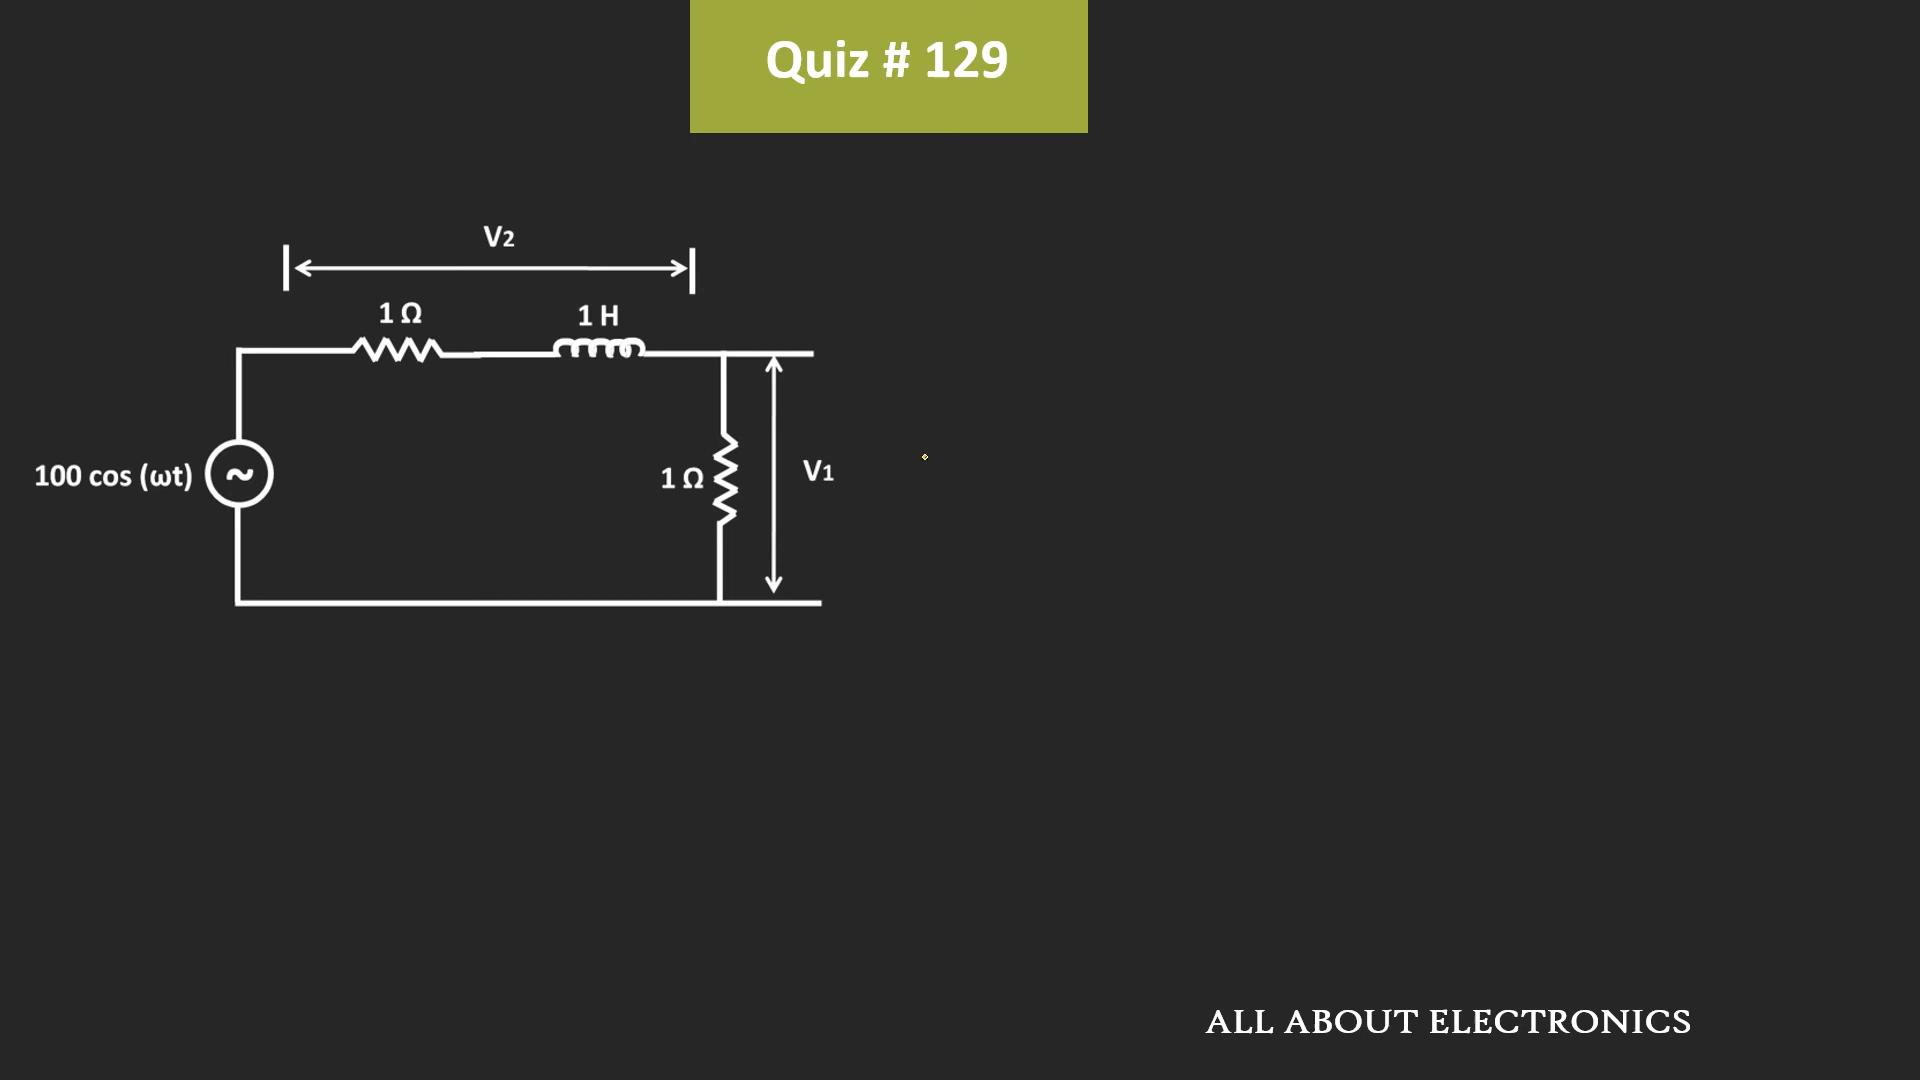 Quiz # 129
V2
1 Ω
1 H
100 cos (ωt)
1 Ω
V1
ALL ABOUT ELECTRONICS